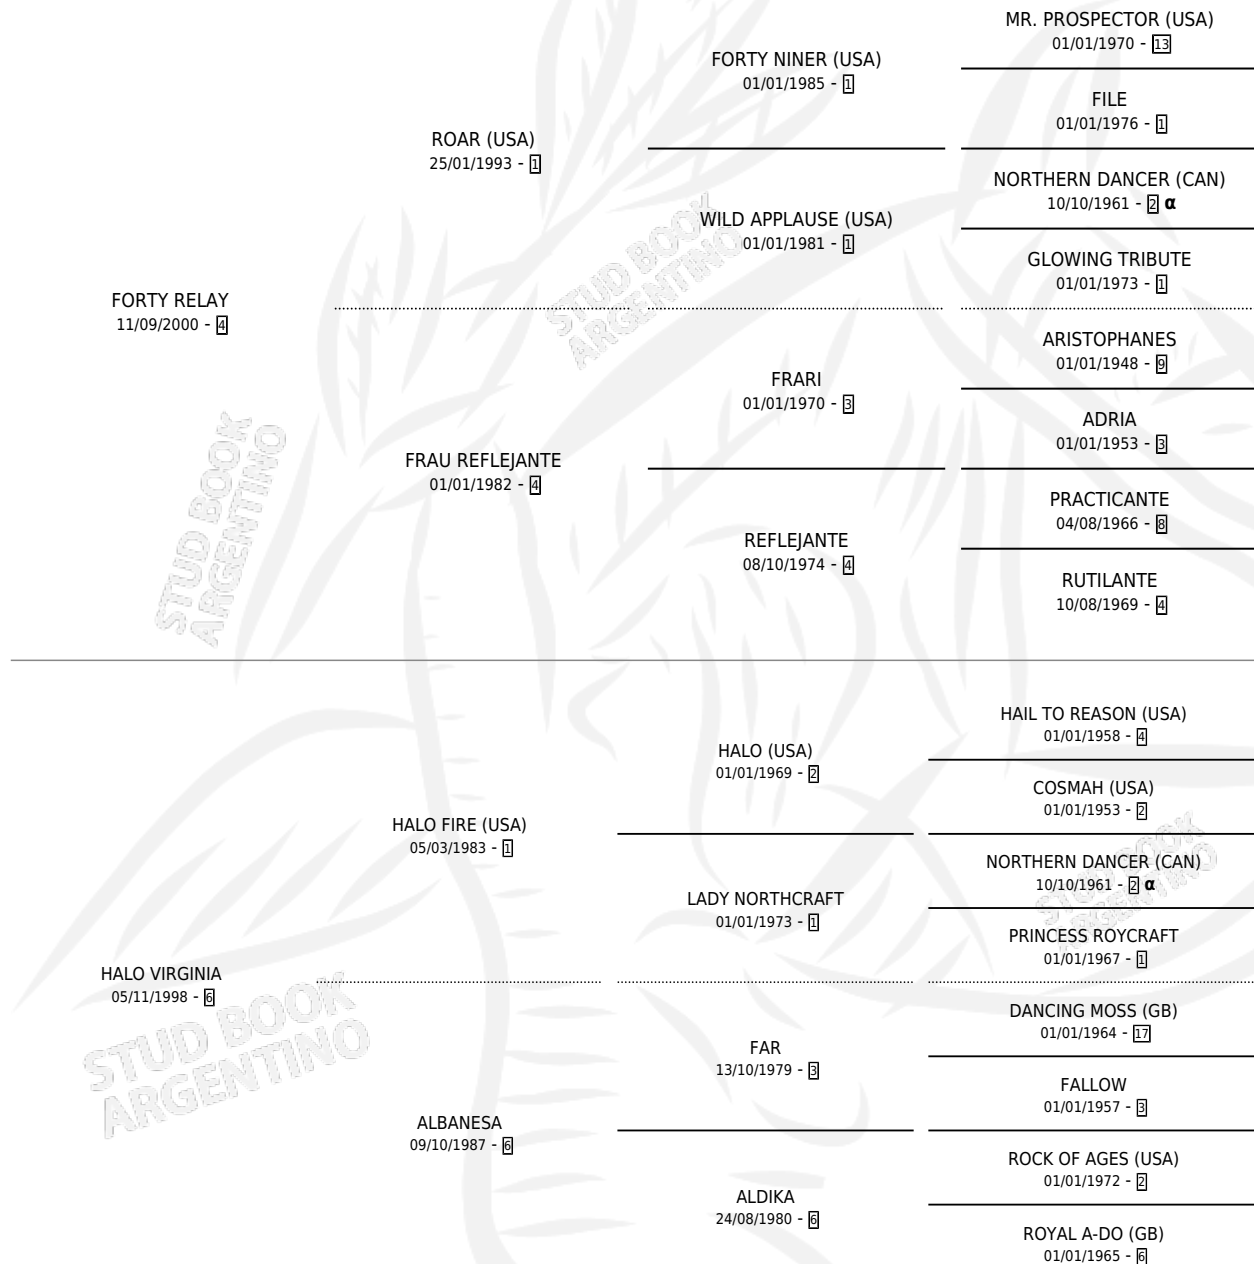 MR. PROSPECTOR (USA)
01/01/1970 - 13
FORTY NINER (USA)
01/01/1985 - 1
FILE
01/01/1976 - 1
ROAR (USA)
25/01/1993 - 1
NORTHERN DANCER (CAN)
10/10/1961 - 2 α
WILD APPLAUSE (USA)
01/01/1981 - 1
GLOWING TRIBUTE
01/01/1973 - 1
FORTY RELAY
11/09/2000 - 4
STUD BOOK
ARGENTINO
ARISTOPHANES
01/01/1948 - 9
FRARI
01/01/1970 - 3
ADRIA
01/01/1953 - 3
FRAU REFLEJANTE
01/01/1982 - 4
PRACTICANTE
04/08/1966 - 8
REFLEJANTE
08/10/1974 - 4
RUTILANTE
10/08/1969 - 4
STUD BOOK
ARGENTINO
HAIL TO REASON (USA)
01/01/1958 - 4
HALO (USA)
01/01/1969 - 2
COSMAH (USA)
01/01/1953 - 2
HALO FIRE (USA)
05/03/1983 - 1
NORTHERN DANCER (CAN)
10/10/1961 - 2 α
STUD BOOK
ARGENTINO
LADY NORTHCRAFT
01/01/1973 - 1
PRINCESS ROYCRAFT
01/01/1967 - 1
HALO VIRGINIA
05/11/1998 - 6
STUD BOOK
ARGENTINO
DANCING MOSS (GB)
01/01/1964 - 17
FAR
13/10/1979 - 3
FALLOW
01/01/1957 - 3
ALBANESA
09/10/1987 - 6
ROCK OF AGES (USA)
01/01/1972 - 2
ALDIKA
24/08/1980 - 6
ROYAL A-DO (GB)
01/01/1965 - 6